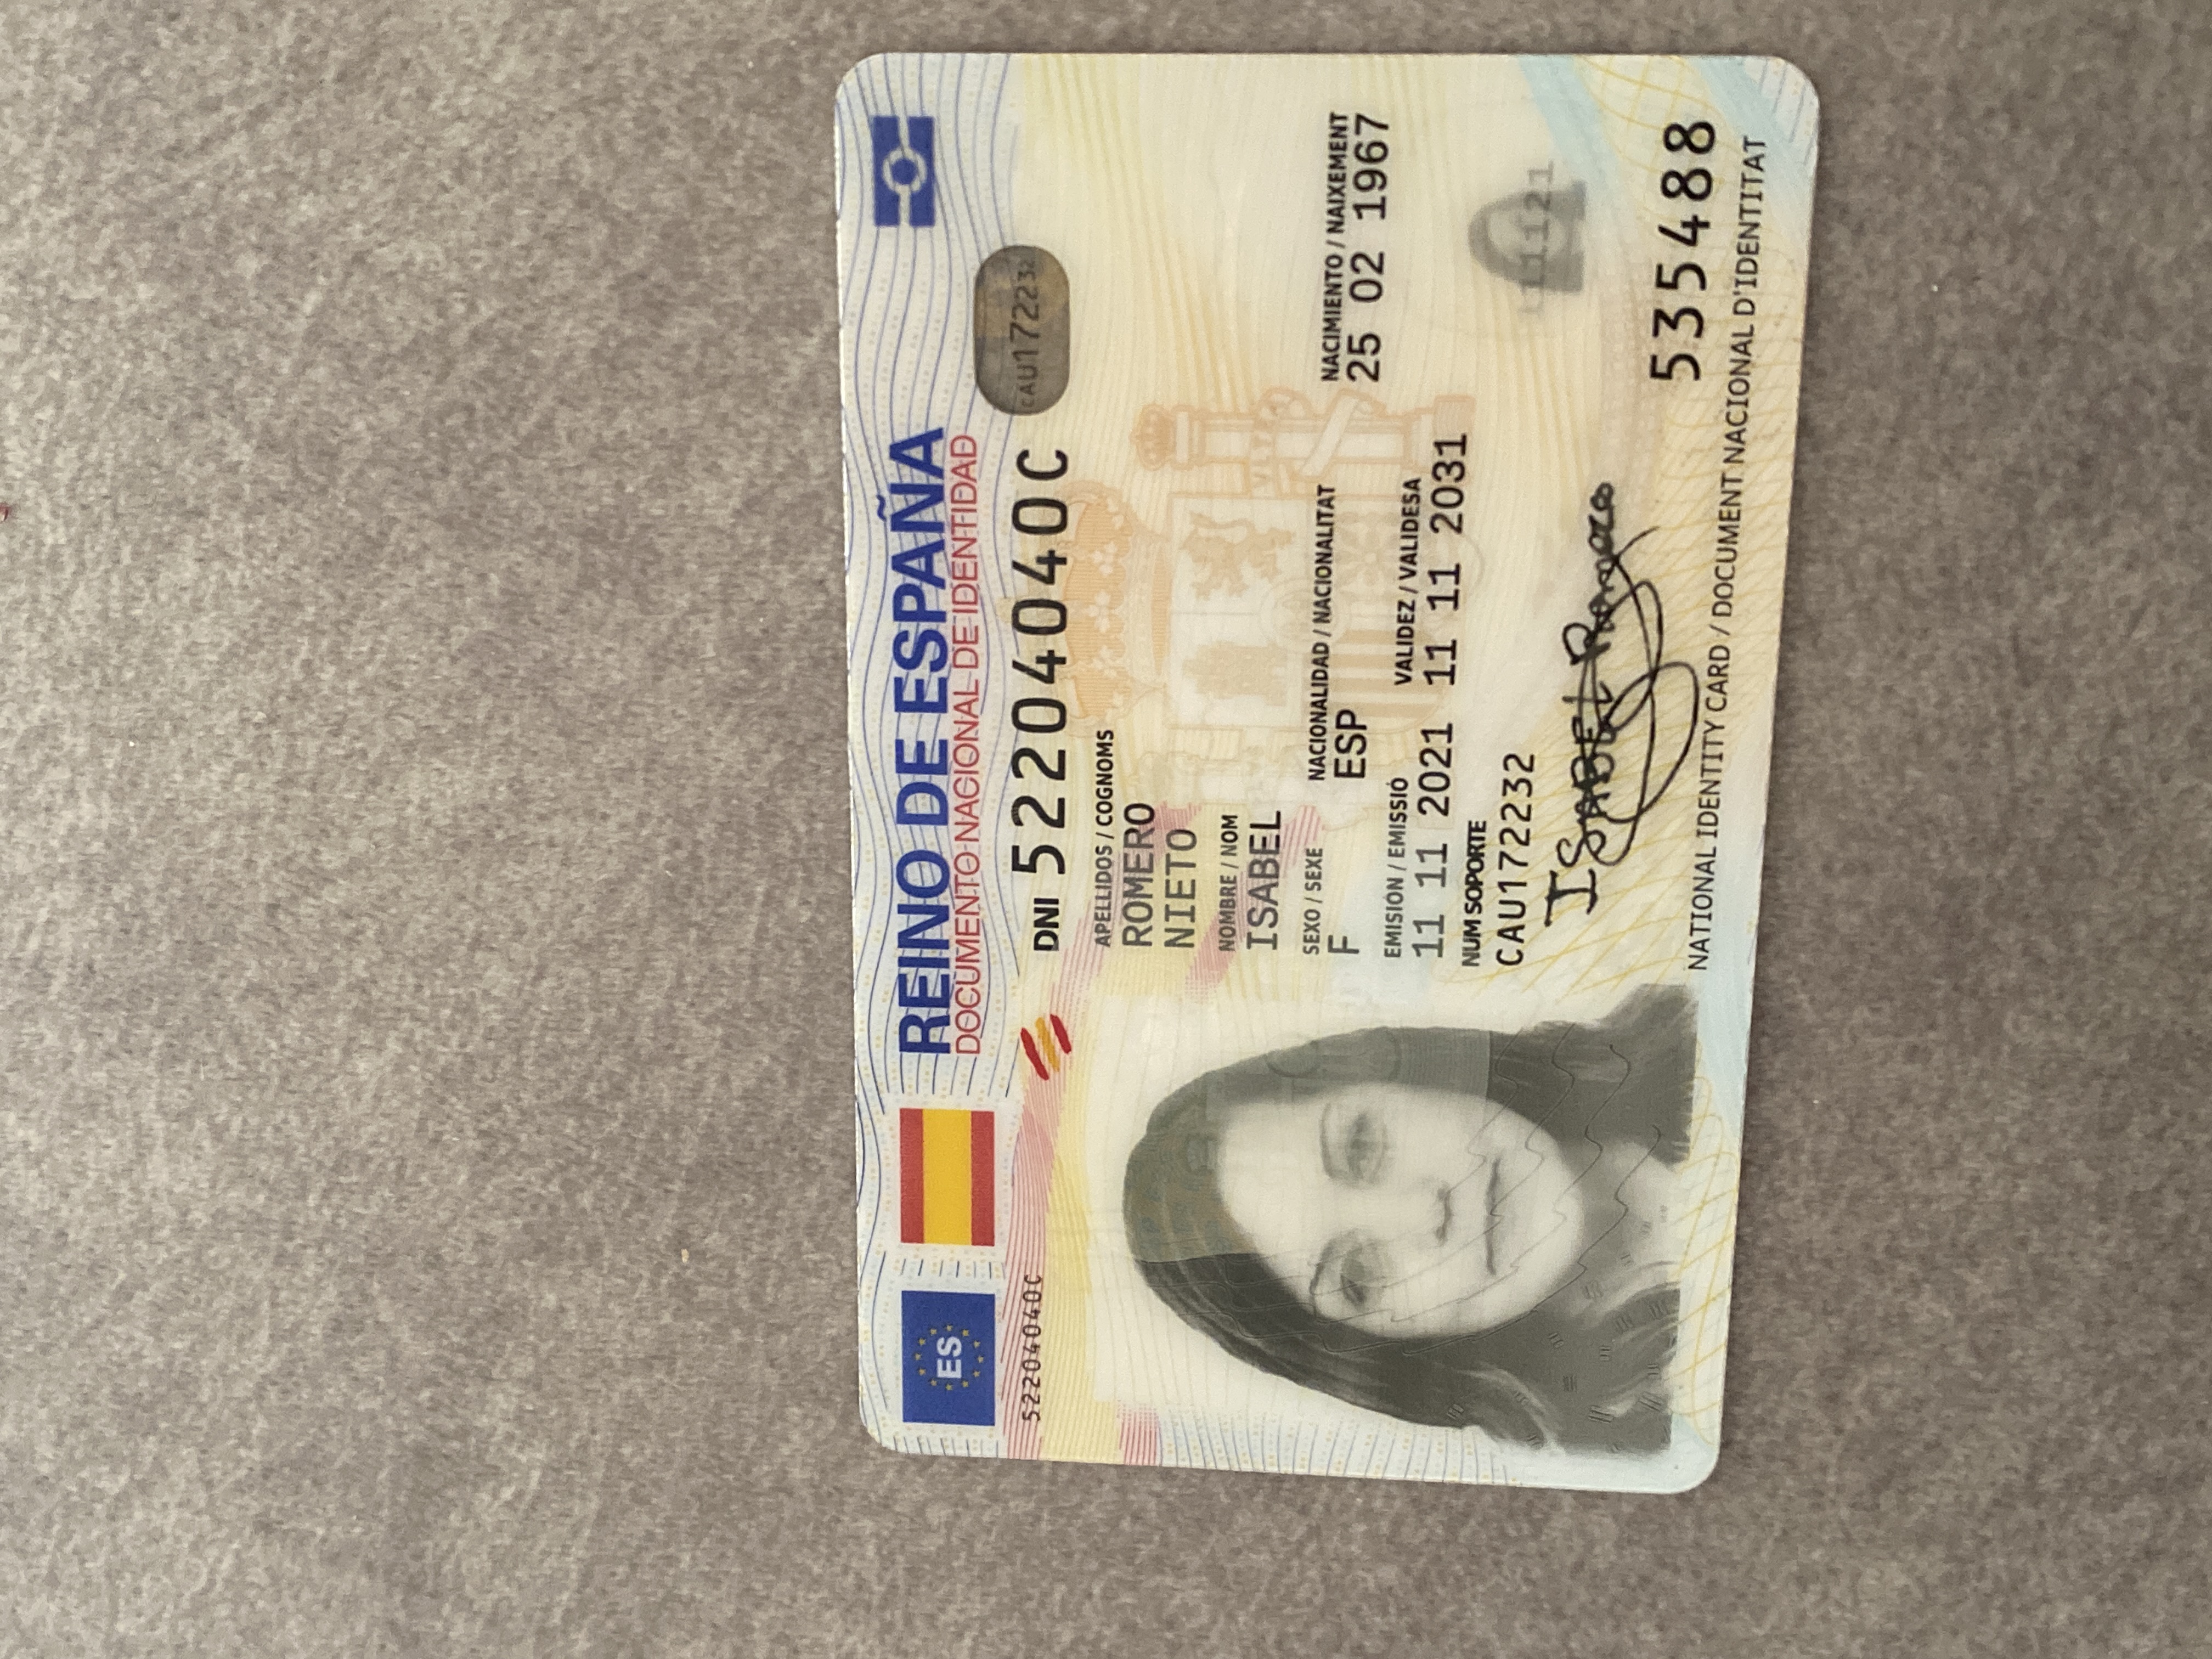 ES
REINO DE ESPAÑA
DOCUMENTO NACIONAL DE IDENTIDAD
52204040C
DNI 52204040C
CAU172232
APELLIDOS / COGNOMS
ROMERO
NIETO
NOMBRE / NOM
ISABEL
SEXO / SEXE NACIONALIDAD / NACIONALITAT NACIMIENTO / NAIXEMENT
F ESP 25 02 1967
EMISIÓN / EMISSIÓ VALIDEZ / VALIDESA
11 11 2021 11 11 2031
NUM SOPORTE
CAU172232
ISABEL Romero
111121
535488
NATIONAL IDENTITY CARD / DOCUMENT NACIONAL D'IDENTITAT